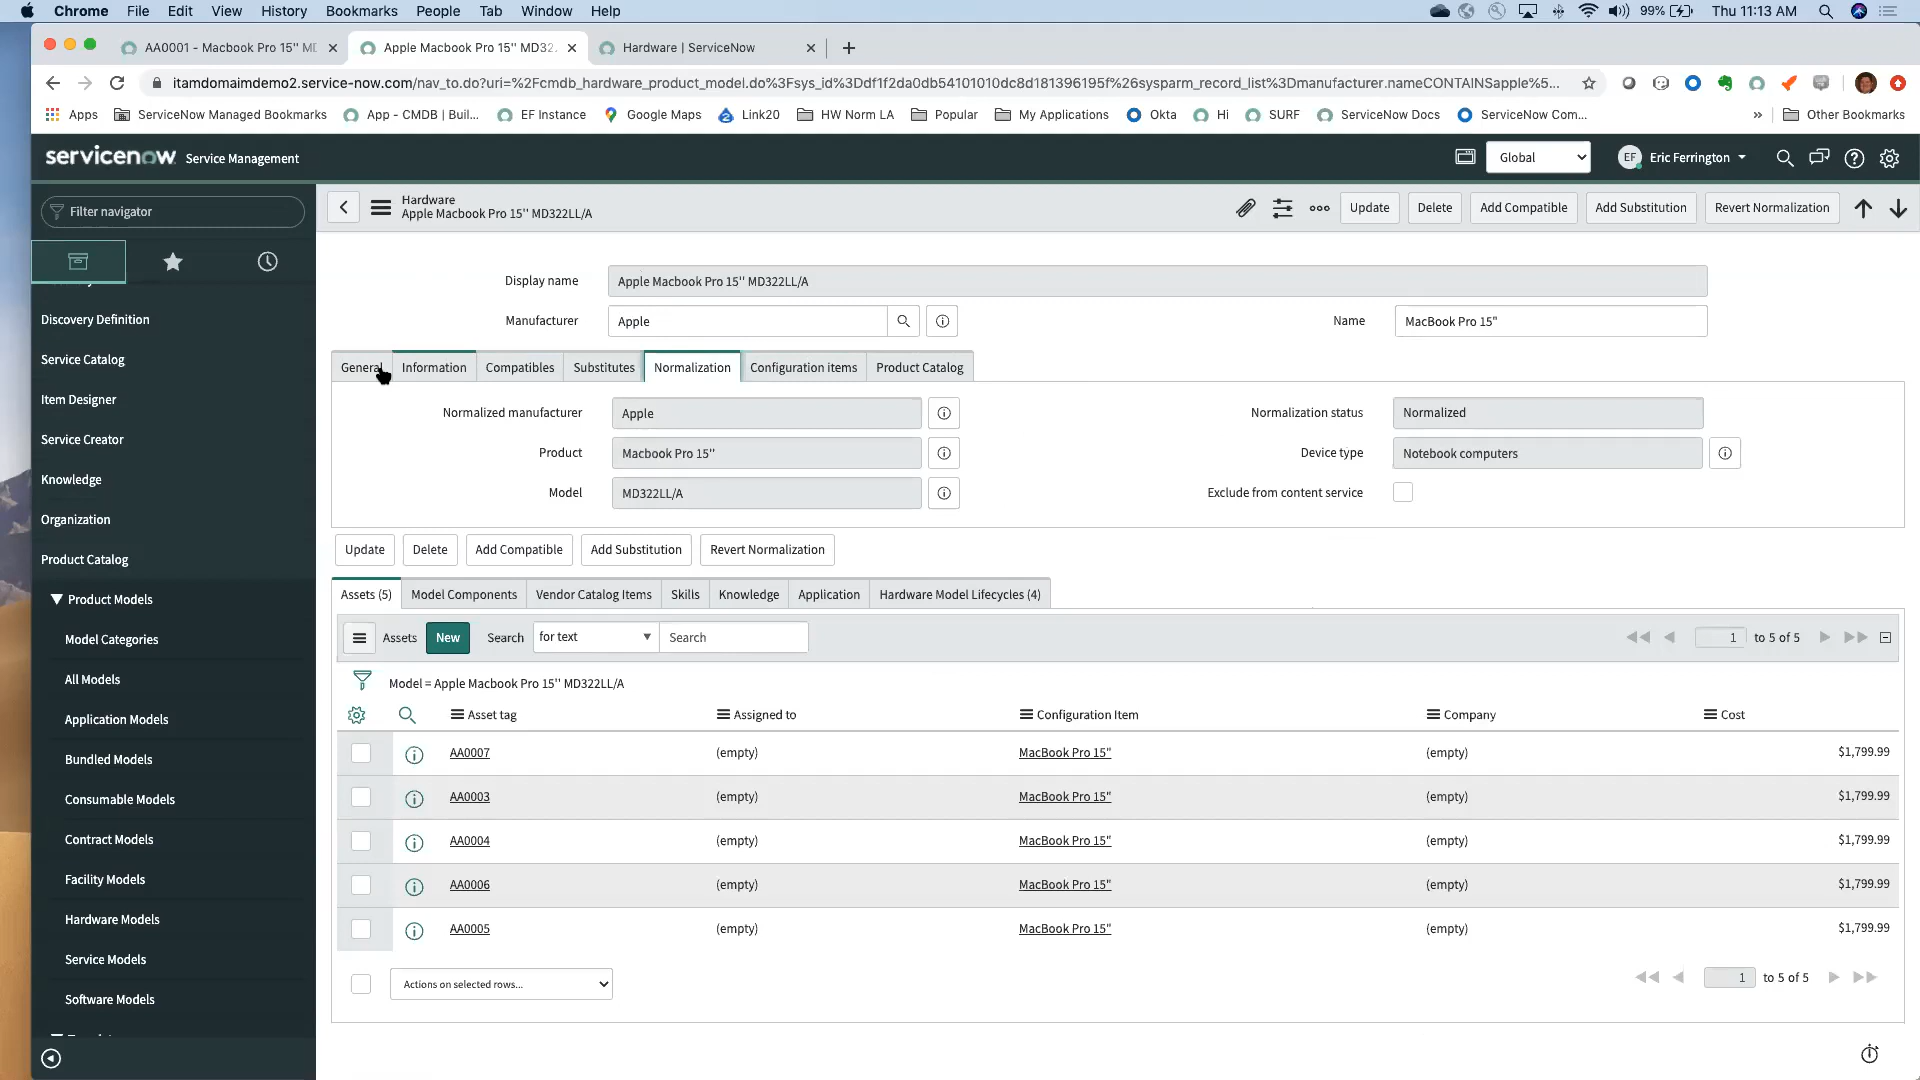 Chrome File Edit View History Bookmarks People Tab Window Help 99% Thu 11:13 AM
AA0001 - Macbook Pro 15'' MD Apple Macbook Pro 15'' MD32. Hardware | ServiceNow
itamdomaimdemo2.service-now.com/nav_to.do?uri=%2Fcmdb_hardware_product_model.do%3Fsys_id%3Ddf1f2da0db54101010dc8d181396195f%26sysparm_record_list%3Dmanufacturer.nameCONTAINSapple%5...
Apps ServiceNow Managed Bookmarks App - CMDB | Buil... EF Instance Google Maps Link20 HW Norm LA Popular My Applications Okta Hi SURF ServiceNow Docs ServiceNow Com... » Other Bookmarks
servicenow Service Management Global EF Eric Ferrington
Filter navigator
Discovery Definition
Service Catalog
Item Designer
Service Creator
Knowledge
Organization
Product Catalog
Product Models
Model Categories
All Models
Application Models
Bundled Models
Consumable Models
Contract Models
Facility Models
Hardware Models
Service Models
Software Models
Hardware
Apple Macbook Pro 15'' MD322LL/A
Update Delete Add Compatible Add Substitution Revert Normalization
Display name Apple Macbook Pro 15'' MD322LL/A
Manufacturer Apple Name MacBook Pro 15"
General Information Compatibles Substitutes Normalization Configuration items Product Catalog
Normalized manufacturer Apple Normalization status Normalized
Product Macbook Pro 15'' Device type Notebook computers
Model MD322LL/A Exclude from content service
Update Delete Add Compatible Add Substitution Revert Normalization
Assets (5) Model Components Vendor Catalog Items Skills Knowledge Application Hardware Model Lifecycles (4)
Assets New Search for text Search 1 to 5 of 5
Model = Apple Macbook Pro 15'' MD322LL/A
Asset tag Assigned to Configuration Item Company Cost
AA0007 (empty) MacBook Pro 15" (empty) $1,799.99
AA0003 (empty) MacBook Pro 15" (empty) $1,799.99
AA0004 (empty) MacBook Pro 15" (empty) $1,799.99
AA0006 (empty) MacBook Pro 15" (empty) $1,799.99
AA0005 (empty) MacBook Pro 15" (empty) $1,799.99
Actions on selected rows... 1 to 5 of 5